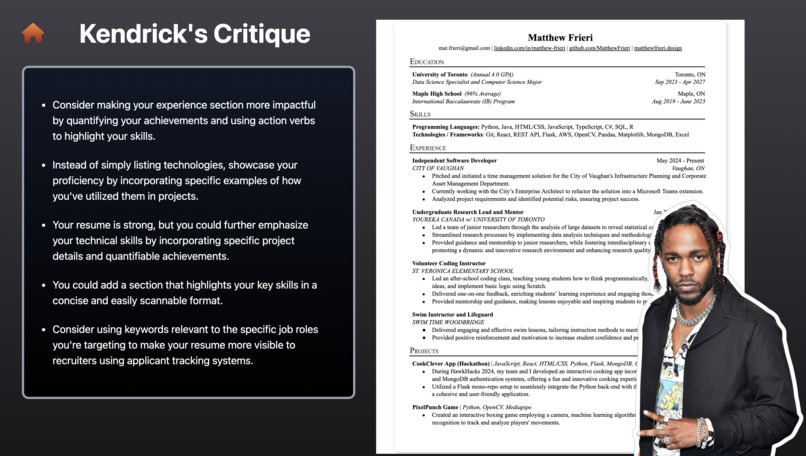 Kendrick's Critique
• Consider making your experience section more impactful
by quantifying your achievements and using action verbs
to highlight your skills.
• Instead of simply listing technologies, showcase your
proficiency by incorporating specific examples of how
you've utilized them in projects.
• Your resume is strong, but you could further emphasize
your technical skills by incorporating specific project
details and quantifiable achievements.
• You could add a section that highlights your key skills in a
concise and easily scannable format.
• Consider using keywords relevant to the specific job roles
you're targeting to make your resume more visible to
recruiters using applicant tracking systems.
Matthew Frieri
mat.frieri@gmail.com | linkedin.com/in/matthew-frieri | github.com/MatthewFrieri | matthewfrieri.design
EDUCATION
University of Toronto (Annual 4.0 GPA) Toronto, ON
Data Science Specialist and Computer Science Major Sep 2023 - Apr 2027
Maple High School (96% Average) Maple, ON
International Baccalaureate (IB) Program Aug 2019 - June 2023
SKILLS
Programming Languages: Python, Java, HTML/CSS, JavaScript, TypeScript, C#, SQL, R
Technologies / Frameworks: Git, React, REST API, Flask, AWS, OpenCV, Pandas, Matplotlib, MongoDB, Excel
EXPERIENCE
Independent Software Developer May 2024 - Present
CITY OF VAUGHAN Vaughan, ON
• Pitched and initiated a time management solution for the City of Vaughan's Infrastructure Planning and Corporate
Asset Management Department.
• Currently working with the City's Enterprise Architect to refactor the solution into a Microsoft Teams extension.
• Analyzed project requirements and identified potential risks, ensuring project success.
Undergraduate Research Lead and Mentor Jan
YOUREKA CANADA w/ UNIVERSITY OF TORONTO
• Led a team of junior researchers through the analysis of large datasets to reveal statistical
• Streamlined research processes by implementing data analysis techniques and
• Provided guidance and mentorship to junior researchers, while fostering interdisciplinary
promoting a dynamic and innovative research environment and enhancing research
Volunteer Coding Instructor
ST. VERONICA ELEMENTARY SCHOOL
• Led an after-school coding class, teaching young students how to think programmatically,
ideas, and implement basic logic using Scratch.
• Delivered one-on-one feedback, enriching students' learning experience and engaging
• Provided mentorship and guidance, making lessons enjoyable and inspiring students to
Swim Instructor and Lifeguard
SWIM TIME WOODBRIDGE
• Delivered engaging and effective swim lessons, tailoring instruction methods to meet
• Provided positive reinforcement and motivation to increase student confidence and
PROJECTS
CookClever App (Hackathon) | JavaScript, React, HTML/CSS, Python, Flask, MongoDB,
• During HawkHacks 2024, my team and I developed an interactive cooking app
and MongoDB authentication systems, offering a fun and innovative cooking
• Utilized a Flask mono-repo setup to seamlessly integrate the Python back-end with
a cohesive and user-friendly application.
PixelPunch Game | Python, OpenCV, Mediapipe
• Created an interactive boxing game employing a camera, machine learning
recognition to track and analyze players' movements.